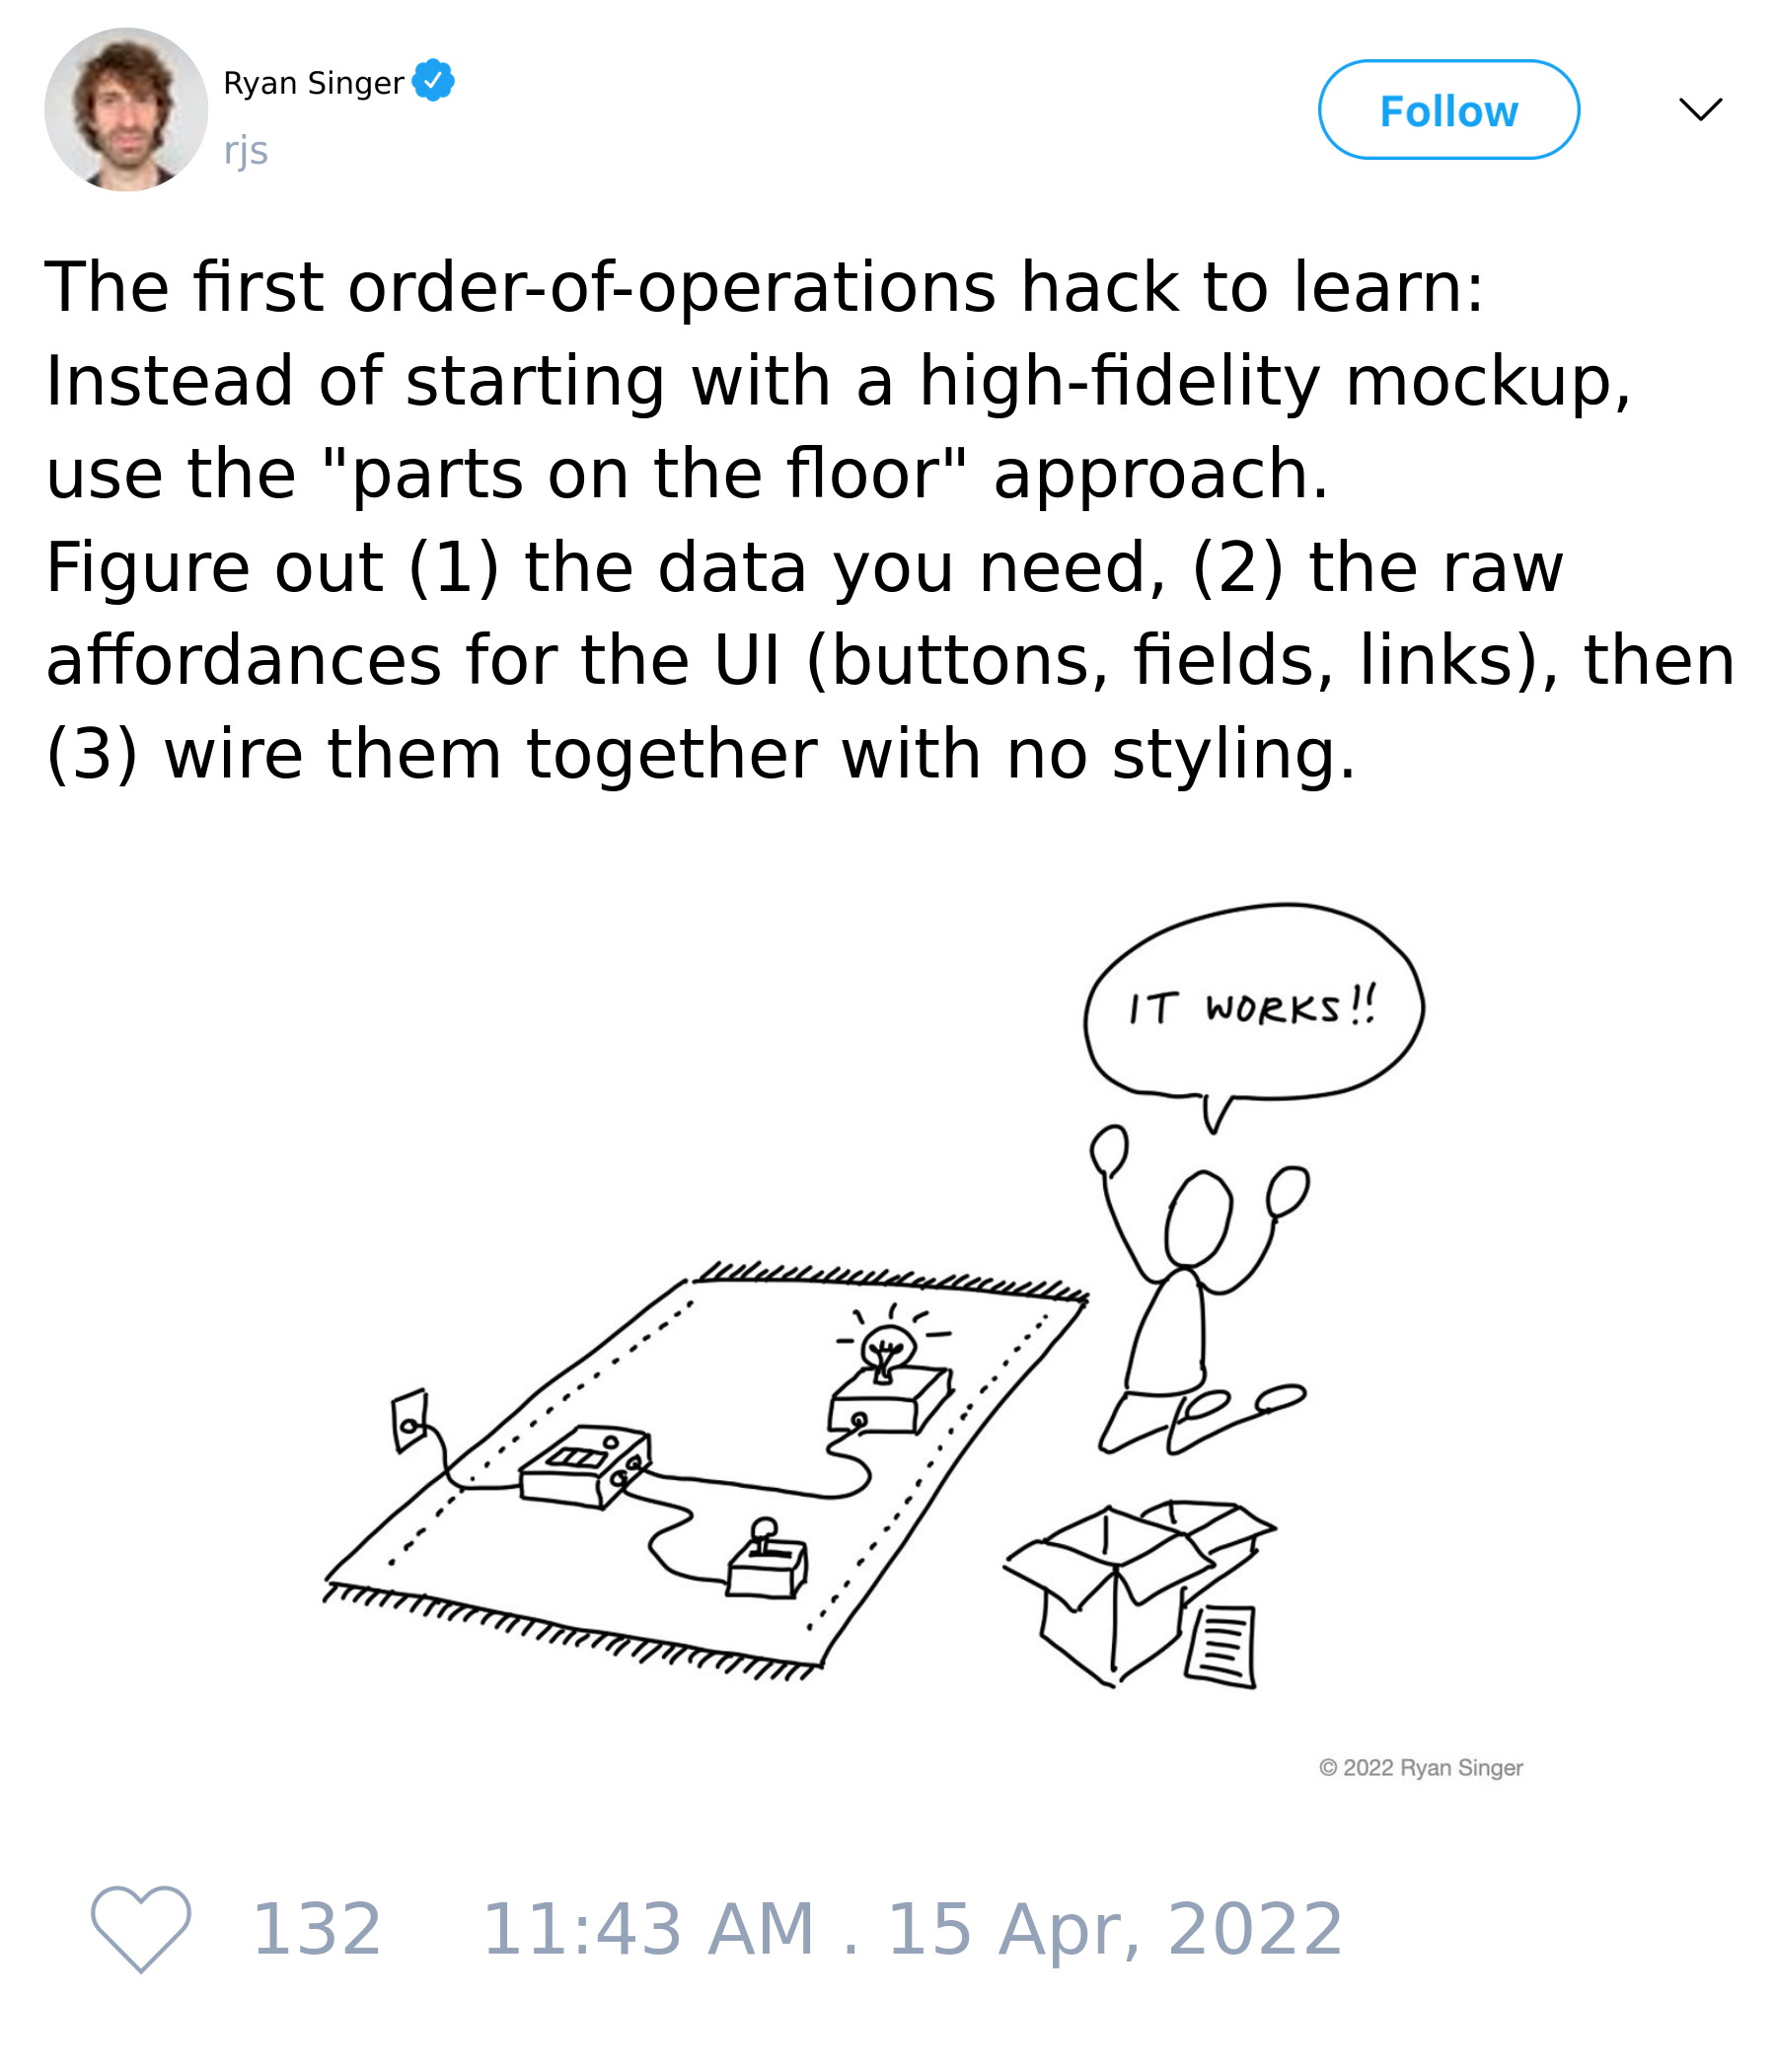 Ryan Singer
rjs
Follow
The first order-of-operations hack to learn:
Instead of starting with a high-fidelity mockup,
use the "parts on the floor" approach.
Figure out (1) the data you need, (2) the raw
affordances for the UI (buttons, fields, links), then
(3) wire them together with no styling.
IT WORKS!!
© 2022 Ryan Singer
132 11:43 AM . 15 Apr, 2022